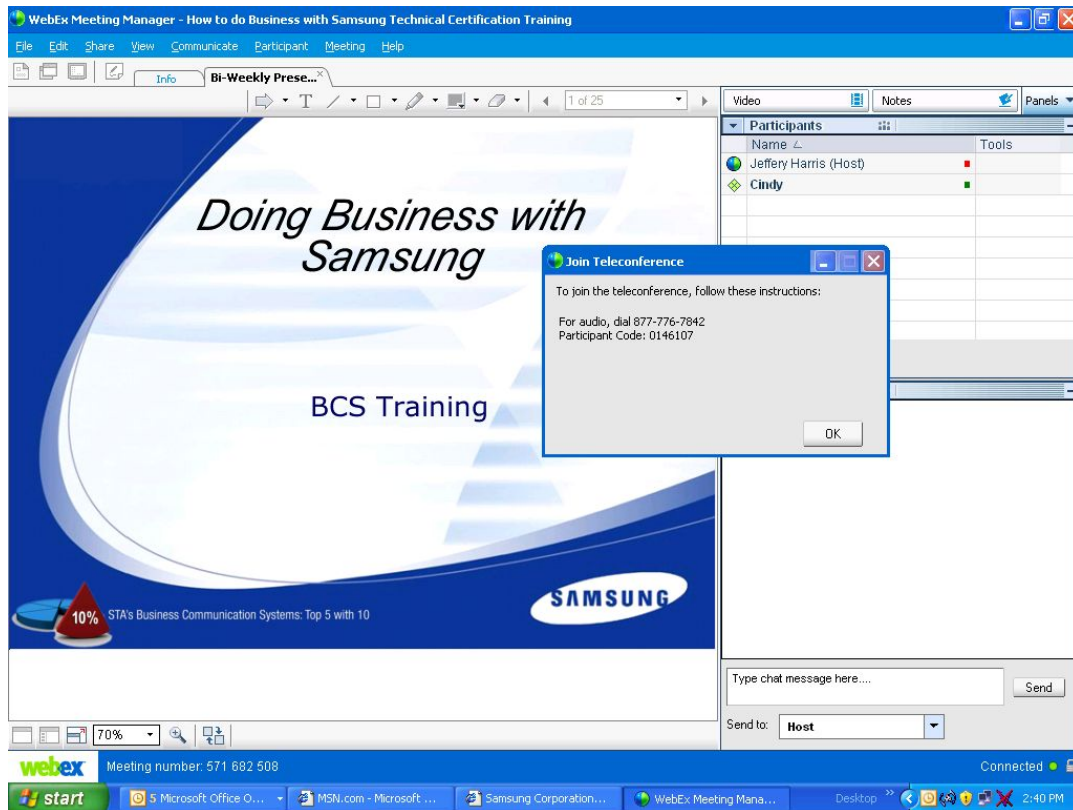 WebEx Meeting Manager - How to do Business with Samsung Technical Certification Training
File Edit Share View Communicate Participant Meeting Help
Info Bi-Weekly Prese...
T 1 of 25
Video Notes Panels
Participants
Name Tools
Jeffery Harris (Host)
Cindy
Doing Business with
Samsung
BCS Training
10% STA's Business Communication Systems: Top 5 with 10
SAMSUNG
Join Teleconference
To join the teleconference, follow these instructions:
For audio, dial 877-776-7842
Participant Code: 0146107
OK
Type chat message here....
Send
Send to: Host
70%
webex Meeting number: 571 682 508 Connected
start 5 Microsoft Office O... MSN.com - Microsoft ... Samsung Corporation... WebEx Meeting Mana... Desktop 2:40 PM